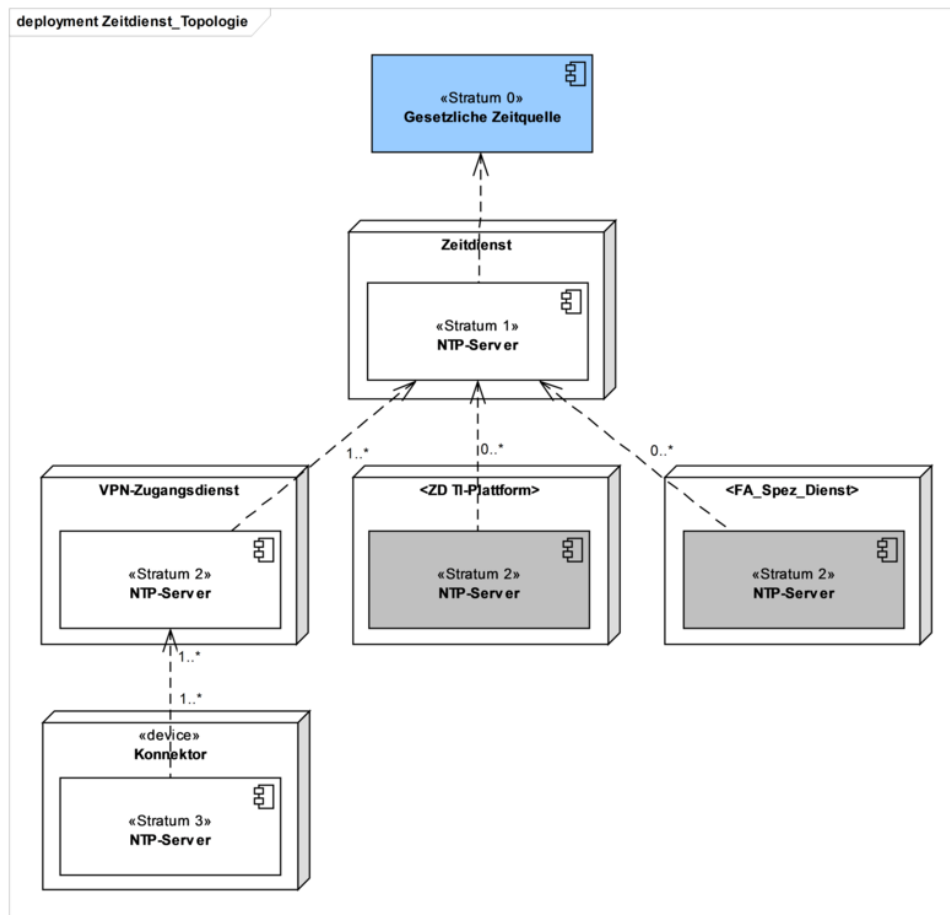 deployment Zeitdienst_Topologie
«Stratum 0»
Gesetzliche Zeitquelle
Zeitdienst
«Stratum 1»
NTP-Server
1..*
0..*
0..*
VPN-Zugangsdienst
«Stratum 2»
NTP-Server
<ZD TI-Plattform>
«Stratum 2»
NTP-Server
<FA_Spez_Dienst>
«Stratum 2»
NTP-Server
1..*
1..*
«device»
Konnektor
«Stratum 3»
NTP-Server